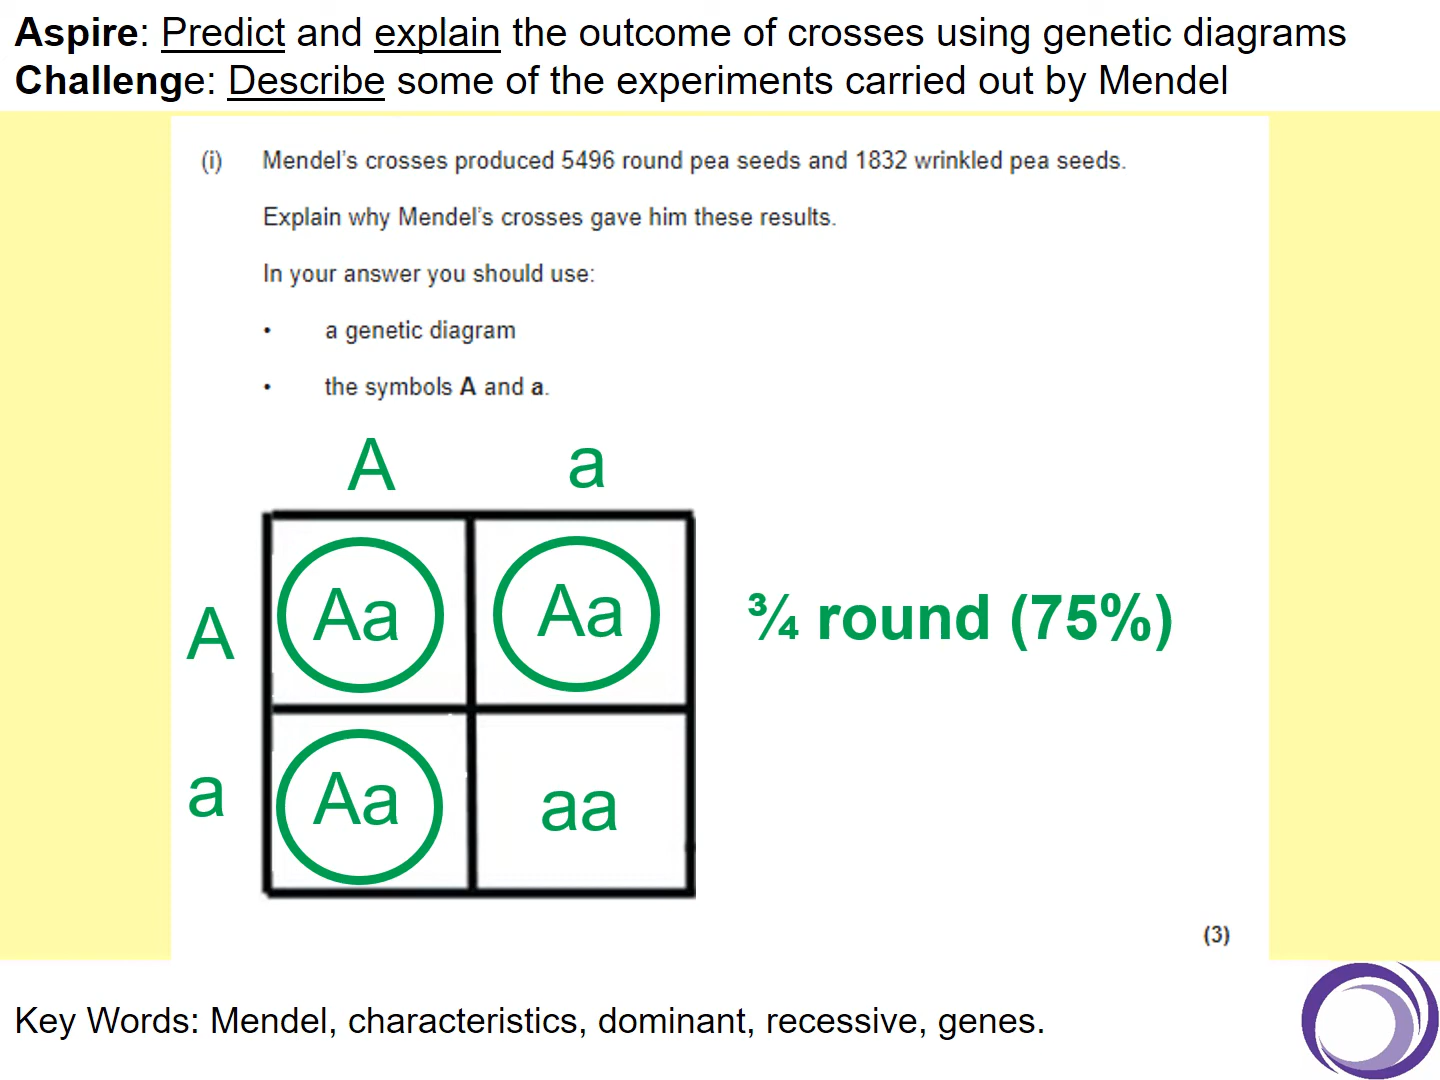 Aspire: Predict and explain the outcome of crosses using genetic diagrams
Challenge: Describe some of the experiments carried out by Mendel
(i) Mendel's crosses produced 5496 round pea seeds and 1832 wrinkled pea seeds.
Explain why Mendel's crosses gave him these results.
In your answer you should use:
• a genetic diagram
• the symbols A and a.
A a
A Aa Aa
¾ round (75%)
a Aa aa
(3)
Key Words: Mendel, characteristics, dominant, recessive, genes.